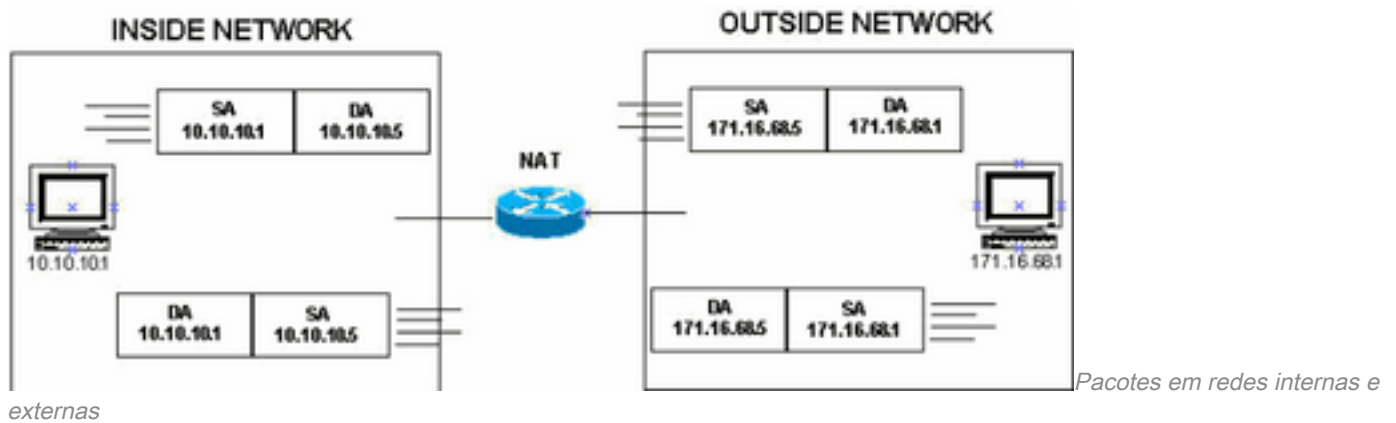 INSIDE NETWORK
OUTSIDE NETWORK
SA
10.10.10.1
DA
10.10.10.5
SA
171.16.68.5
DA
171.16.68.1
NAT
10.10.10.1
171.16.68.1
DA
10.10.10.1
SA
10.10.10.5
DA
171.16.68.5
SA
171.16.68.1
Pacotes em redes internas e
externas